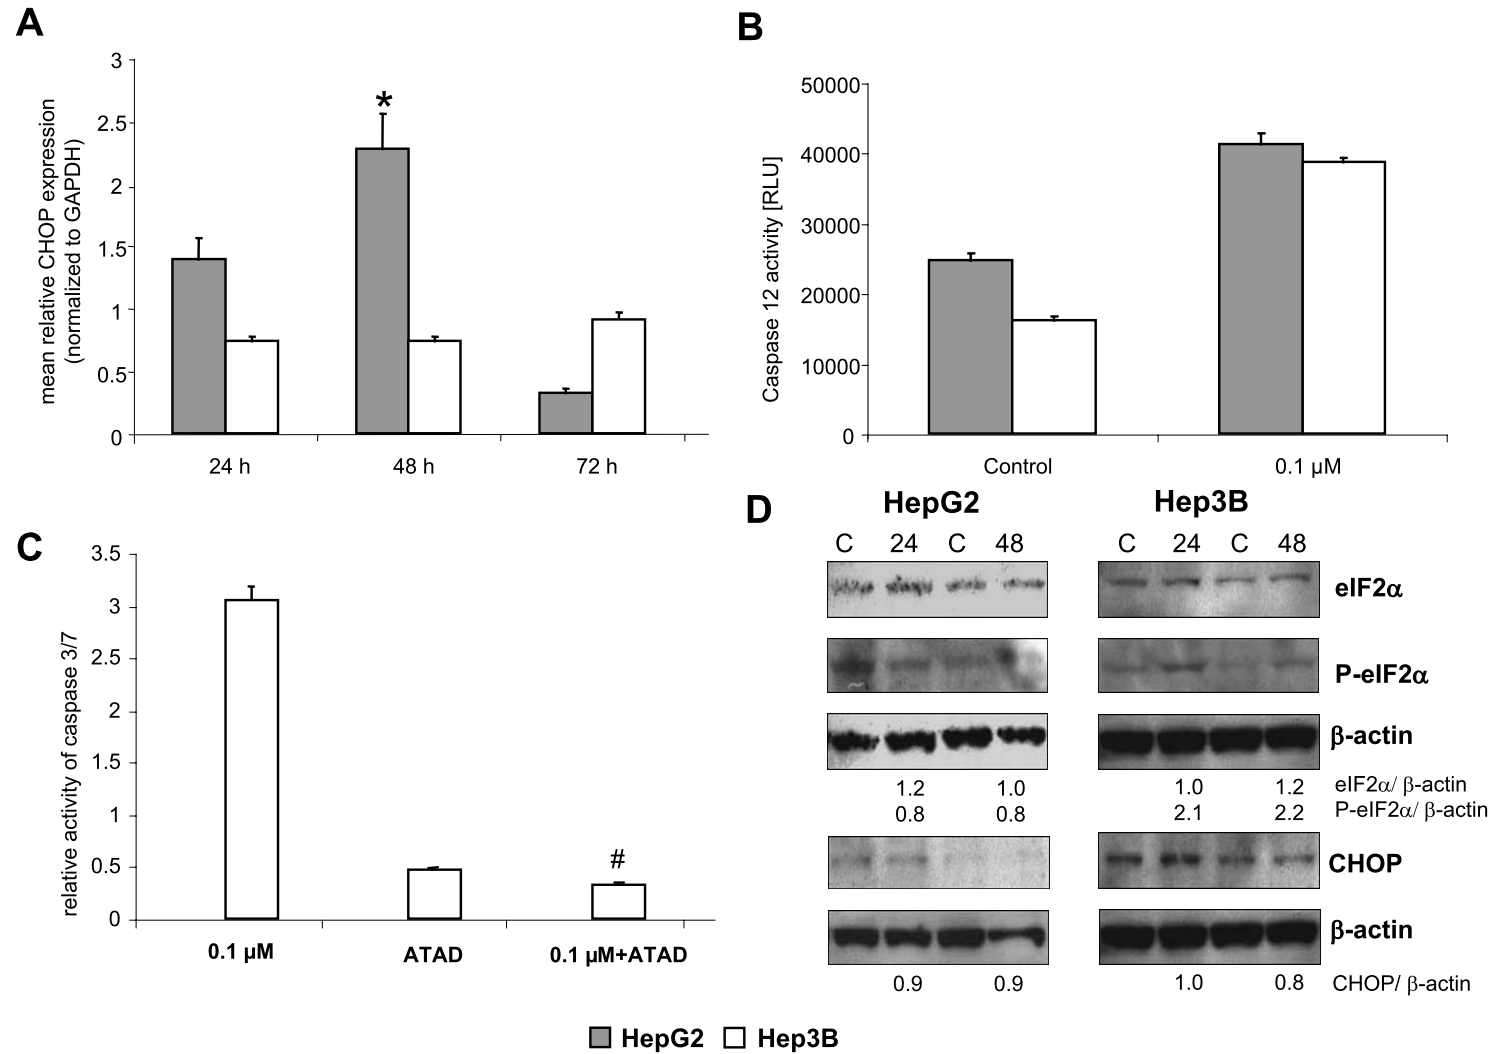 A
mean relative CHOP expression
(normalized to GAPDH)
3
2.5
2
1.5
1
0.5
0
*
24 h
48 h
72 h
B
Caspase 12 activity [RLU]
50000
40000
30000
20000
10000
0
Control
0.1 µM
C
relative activity of caspase 3/7
3.5
3
2.5
2
1.5
1
0.5
0
#
0.1 µM
ATAD
0.1 µM+ATAD
D
HepG2 Hep3B
C 24 C 48 C 24 C 48
eIF2α
P-eIF2α
β-actin
1.2 1.0 1.0 1.2 eIF2α/ β-actin
0.8 0.8 2.1 2.2 P-eIF2α/ β-actin
CHOP
β-actin
0.9 0.9 1.0 0.8 CHOP/ β-actin
HepG2 Hep3B